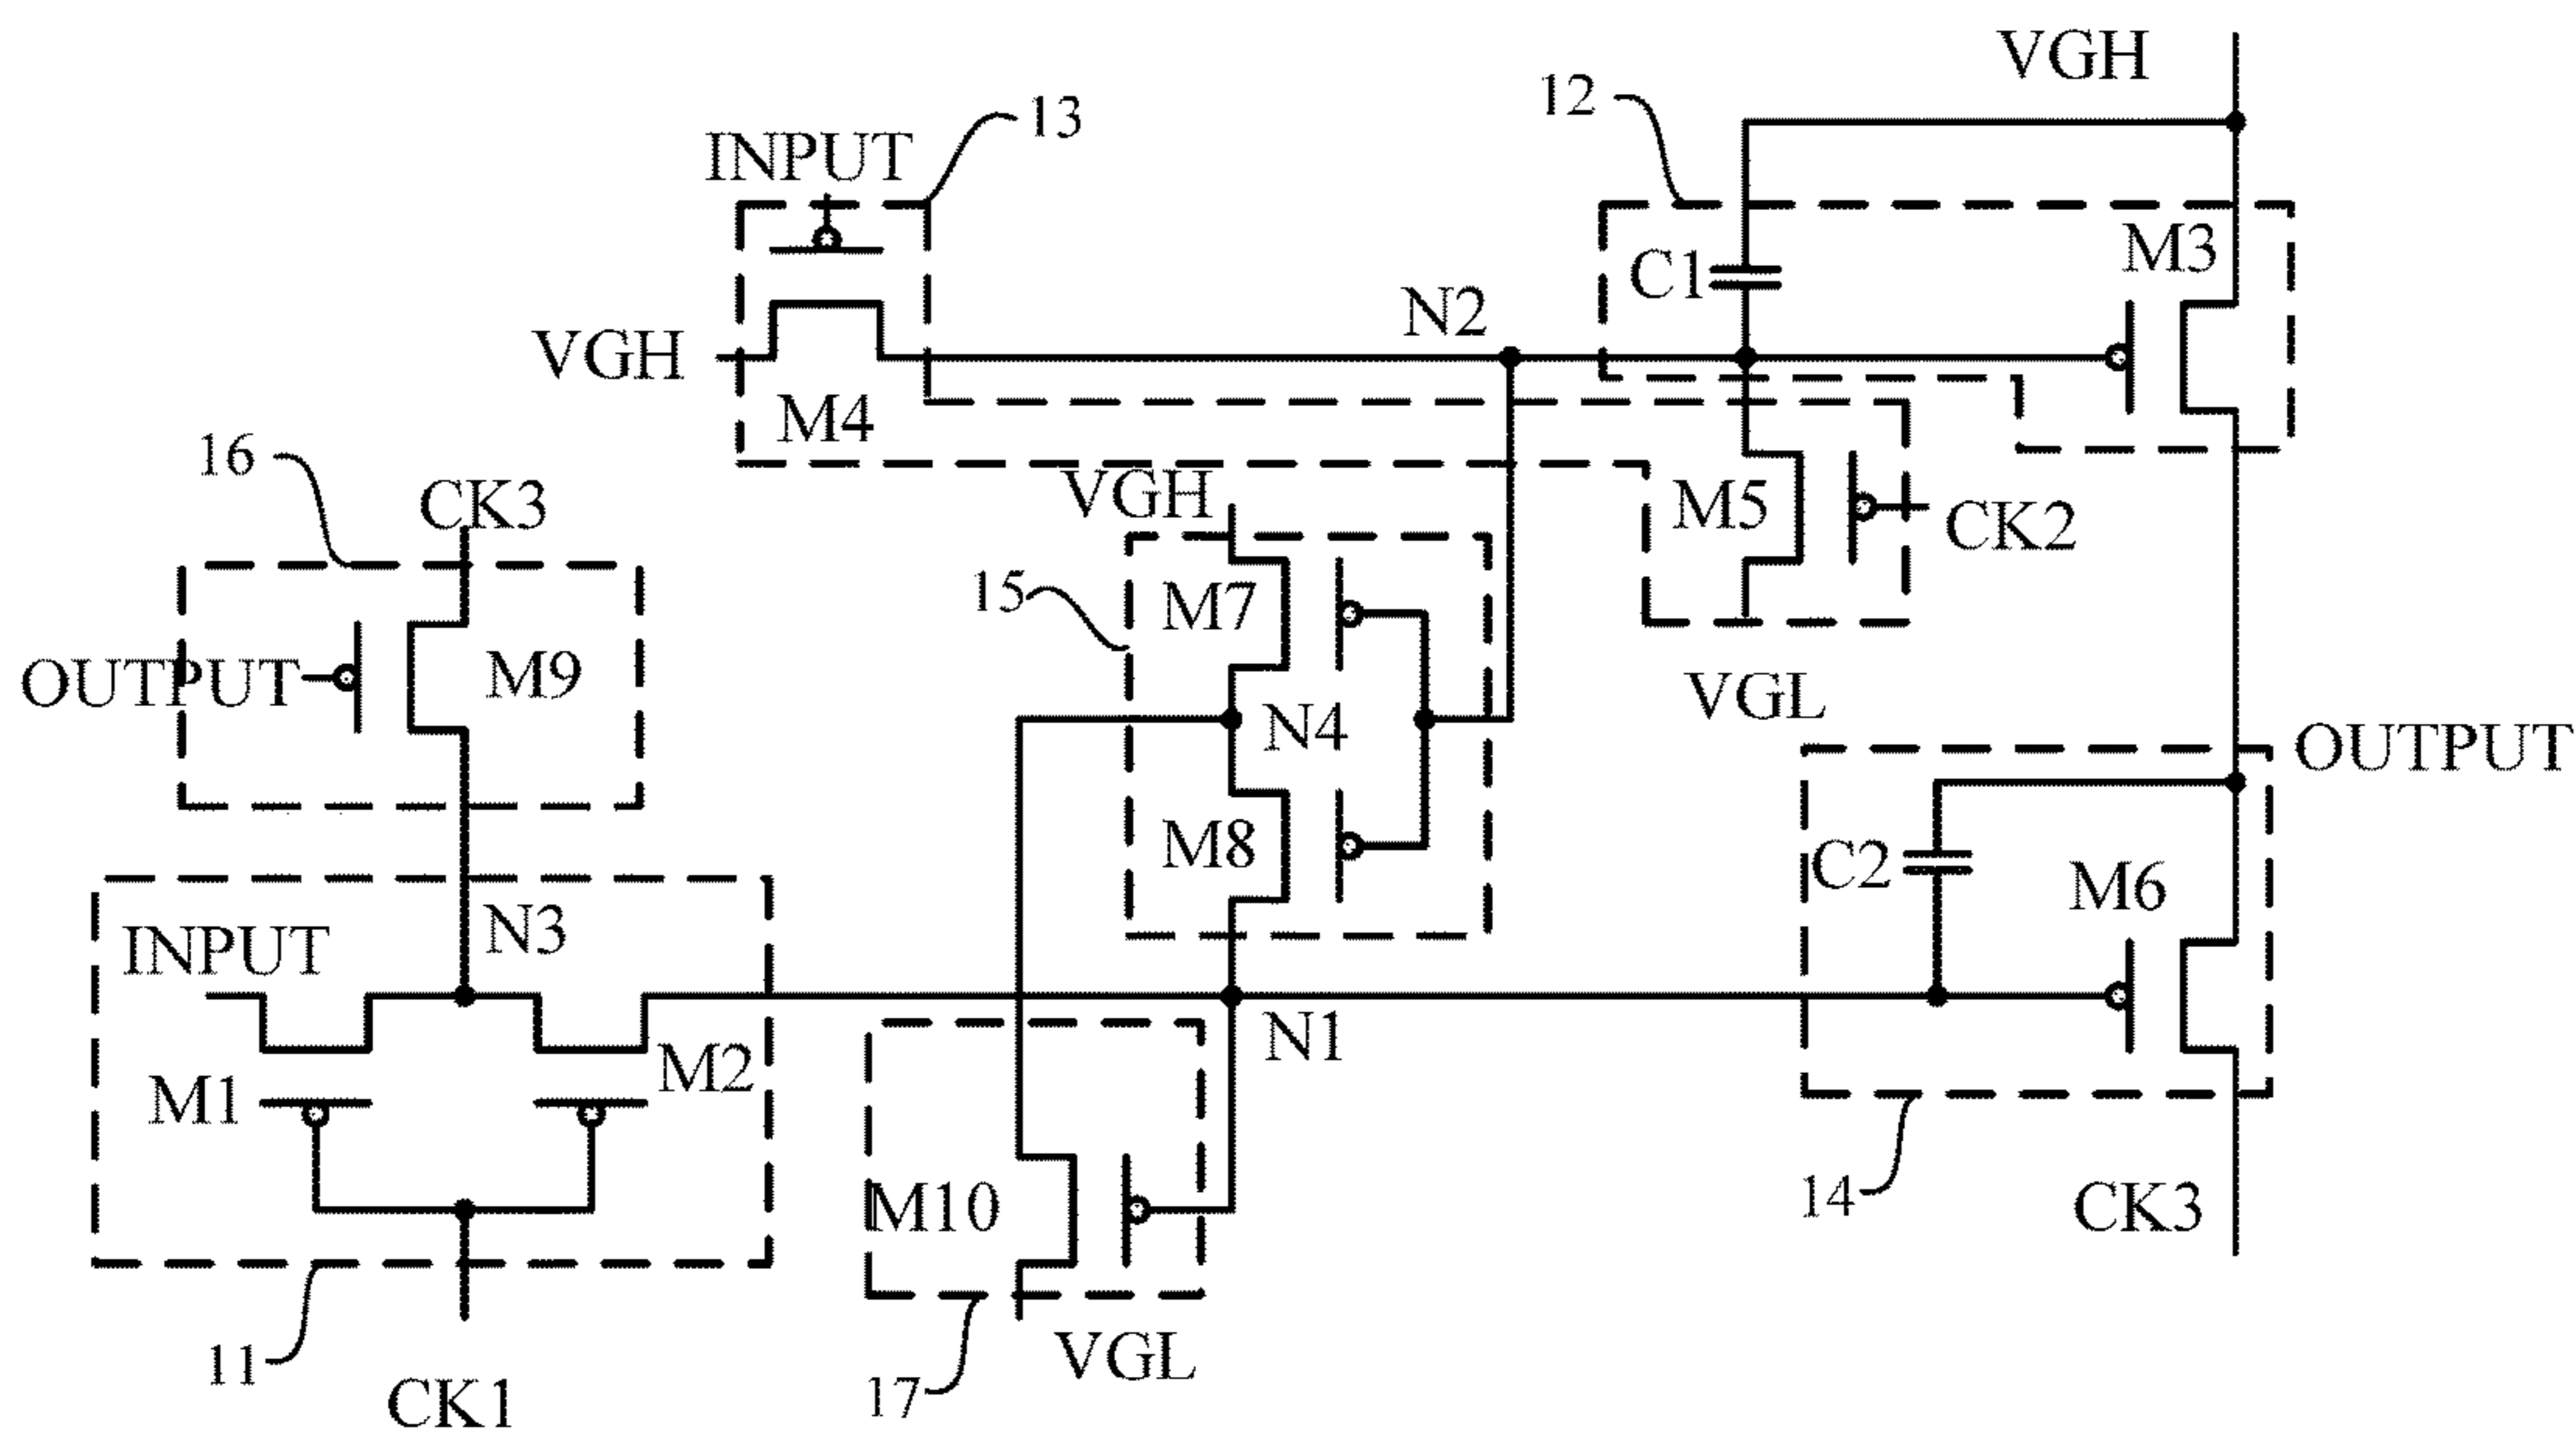 VGH
12
13
INPUT
M3
C1
N2
VGH
M4
16
VGH
CK3
M5
CK2
15
M7
OUTPUT
M9
VGL
N4
OUTPUT
M8
C2
M6
N3
INPUT
N1
M2
M1
M10
14
CK3
VGL
11
17
CK1